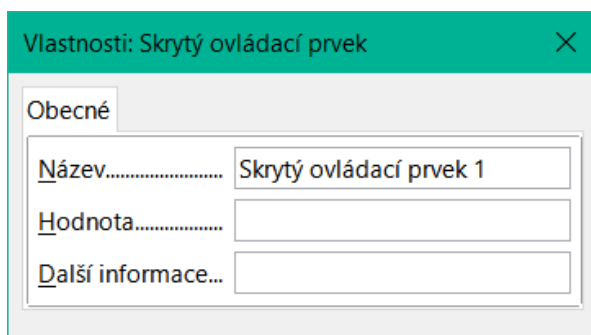 Vlastnosti: Skrytý ovládací prvek
Obecné
Název......................... Skrytý ovládací prvek 1
Hodnota...................
Další informace...